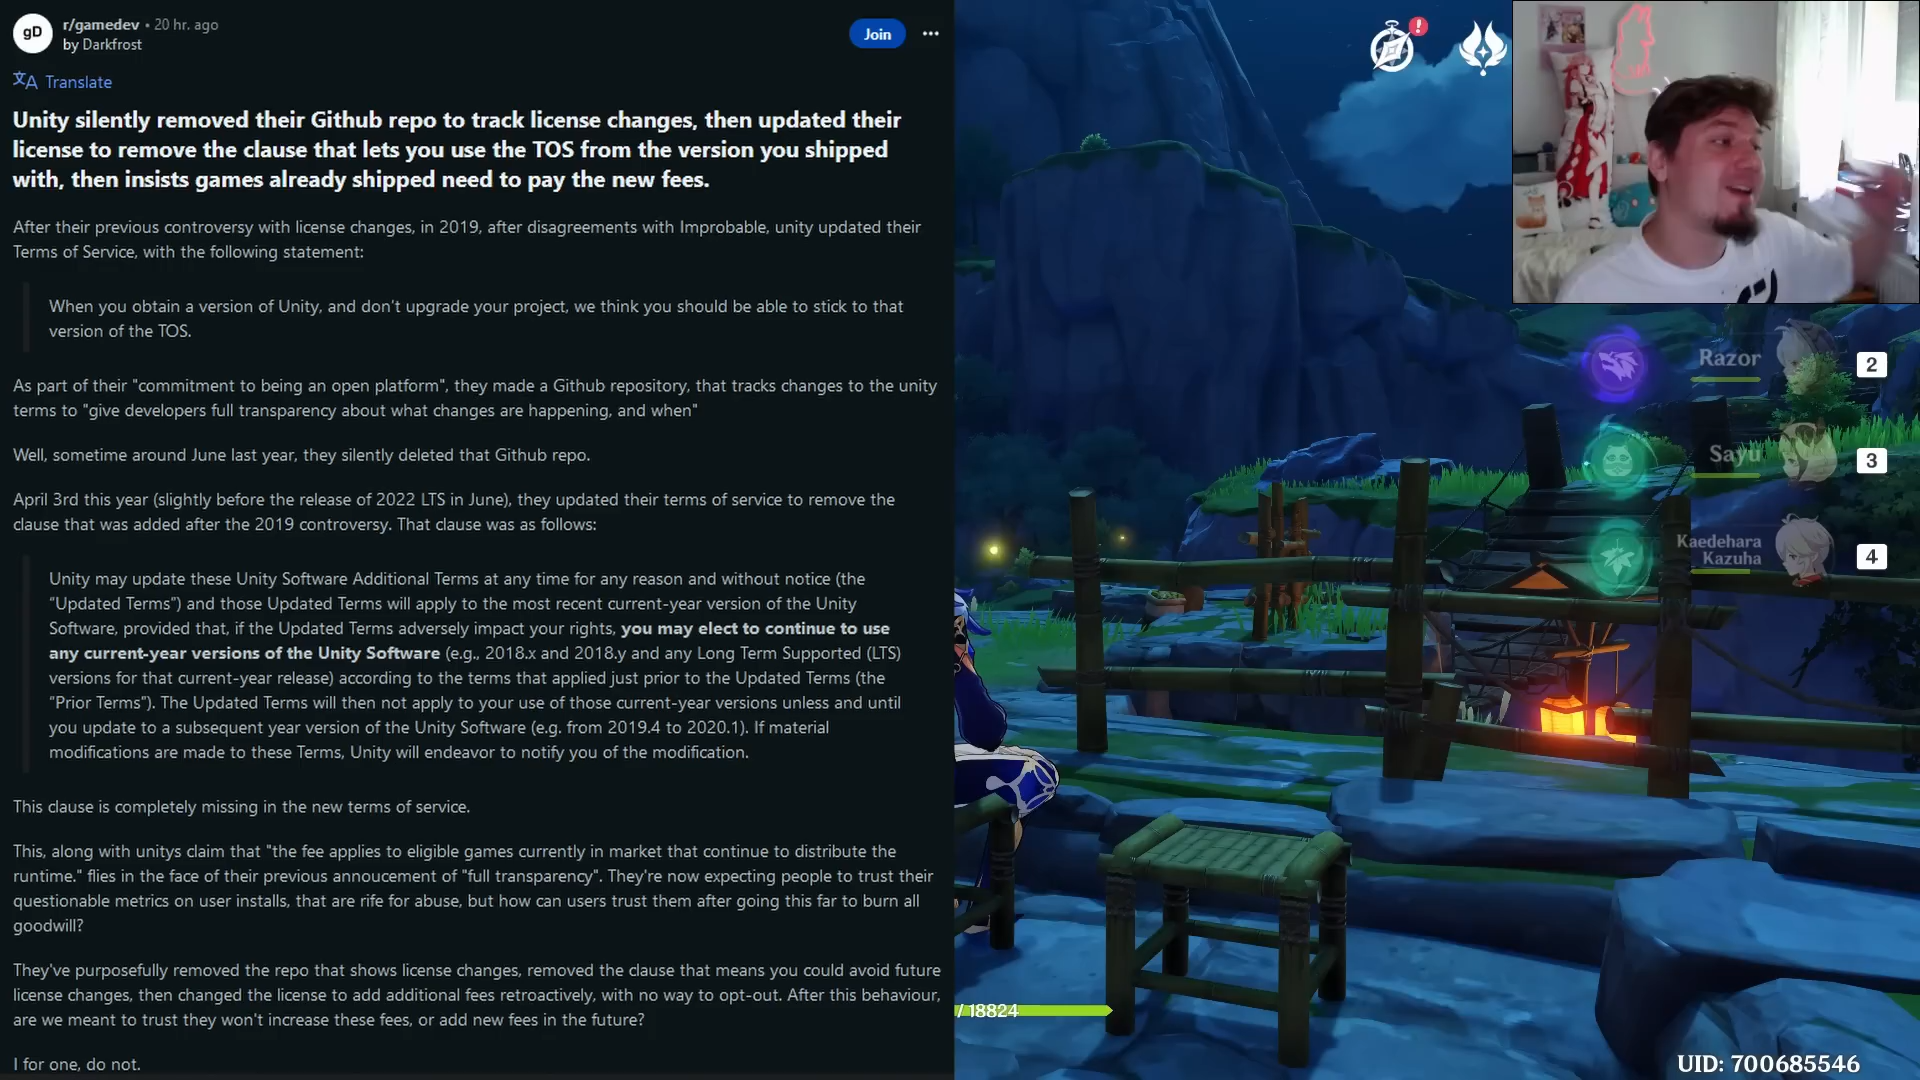 gD
r/gamedev • 20 hr. ago
by Darkfrost
Join
Translate
Unity silently removed their Github repo to track license changes, then updated their
license to remove the clause that lets you use the TOS from the version you shipped
with, then insists games already shipped need to pay the new fees.
After their previous controversy with license changes, in 2019, after disagreements with Improbable, unity updated their
Terms of Service, with the following statement:
When you obtain a version of Unity, and don't upgrade your project, we think you should be able to stick to that
version of the TOS.
As part of their "commitment to being an open platform", they made a Github repository, that tracks changes to the unity
terms to "give developers full transparency about what changes are happening, and when"
Well, sometime around June last year, they silently deleted that Github repo.
April 3rd this year (slightly before the release of 2022 LTS in June), they updated their terms of service to remove the
clause that was added after the 2019 controversy. That clause was as follows:
Unity may update these Unity Software Additional Terms at any time for any reason and without notice (the
“Updated Terms”) and those Updated Terms will apply to the most recent current-year version of the Unity
Software, provided that, if the Updated Terms adversely impact your rights, you may elect to continue to use
any current-year versions of the Unity Software (e.g., 2018.x and 2018.y and any Long Term Supported (LTS)
versions for that current-year release) according to the terms that applied just prior to the Updated Terms (the
“Prior Terms”). The Updated Terms will then not apply to your use of those current-year versions unless and until
you update to a subsequent year version of the Unity Software (e.g. from 2019.4 to 2020.1). If material
modifications are made to these Terms, Unity will endeavor to notify you of the modification.
This clause is completely missing in the new terms of service.
This, along with unitys claim that "the fee applies to eligible games currently in market that continue to distribute the
runtime." flies in the face of their previous annoucement of "full transparency". They're now expecting people to trust their
questionable metrics on user installs, that are rife for abuse, but how can users trust them after going this far to burn all
goodwill?
They've purposefully removed the repo that shows license changes, removed the clause that means you could avoid future
license changes, then changed the license to add additional fees retroactively, with no way to opt-out. After this behaviour,
are we meant to trust they won't increase these fees, or add new fees in the future?
I for one, do not.
Razor
2
Sayu
3
Kaedehara
Kazuha
4
/ 18824
UID: 700685546